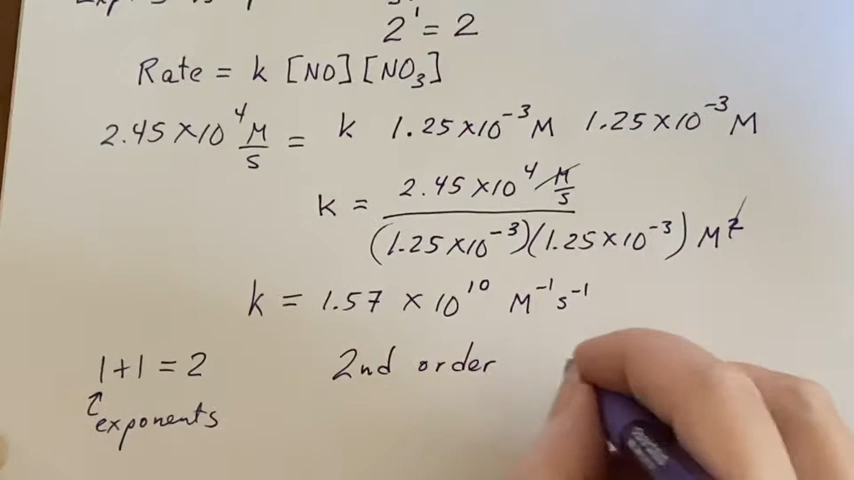 2¹ = 2
Rate = k [NO][NO₃]
2.45 × 10⁴ M/s = k 1.25 × 10⁻³ M 1.25 × 10⁻³ M
k = 2.45 × 10⁴ M/s
(1.25 × 10⁻³)(1.25 × 10⁻³) M²
k = 1.57 × 10¹⁰ M⁻¹ s⁻¹
1 + 1 = 2 2nd order
exponents